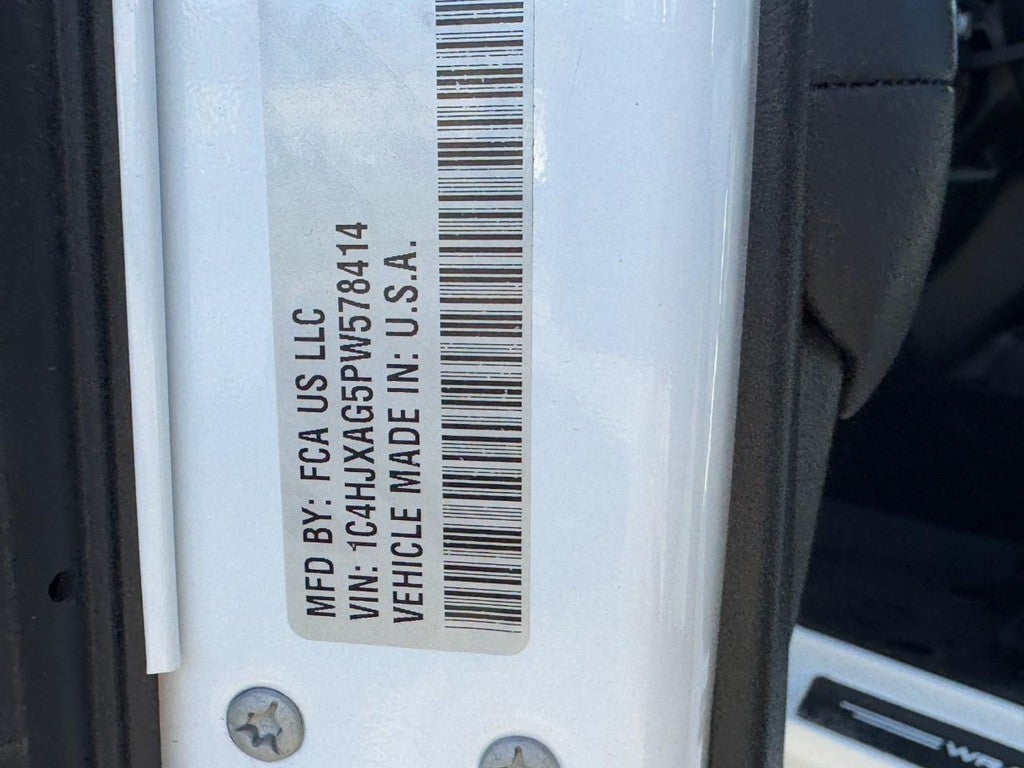 MFD BY: FCA US LLC
VIN: 1C4HJXAG5PW578414
VEHICLE MADE IN: U.S.A.